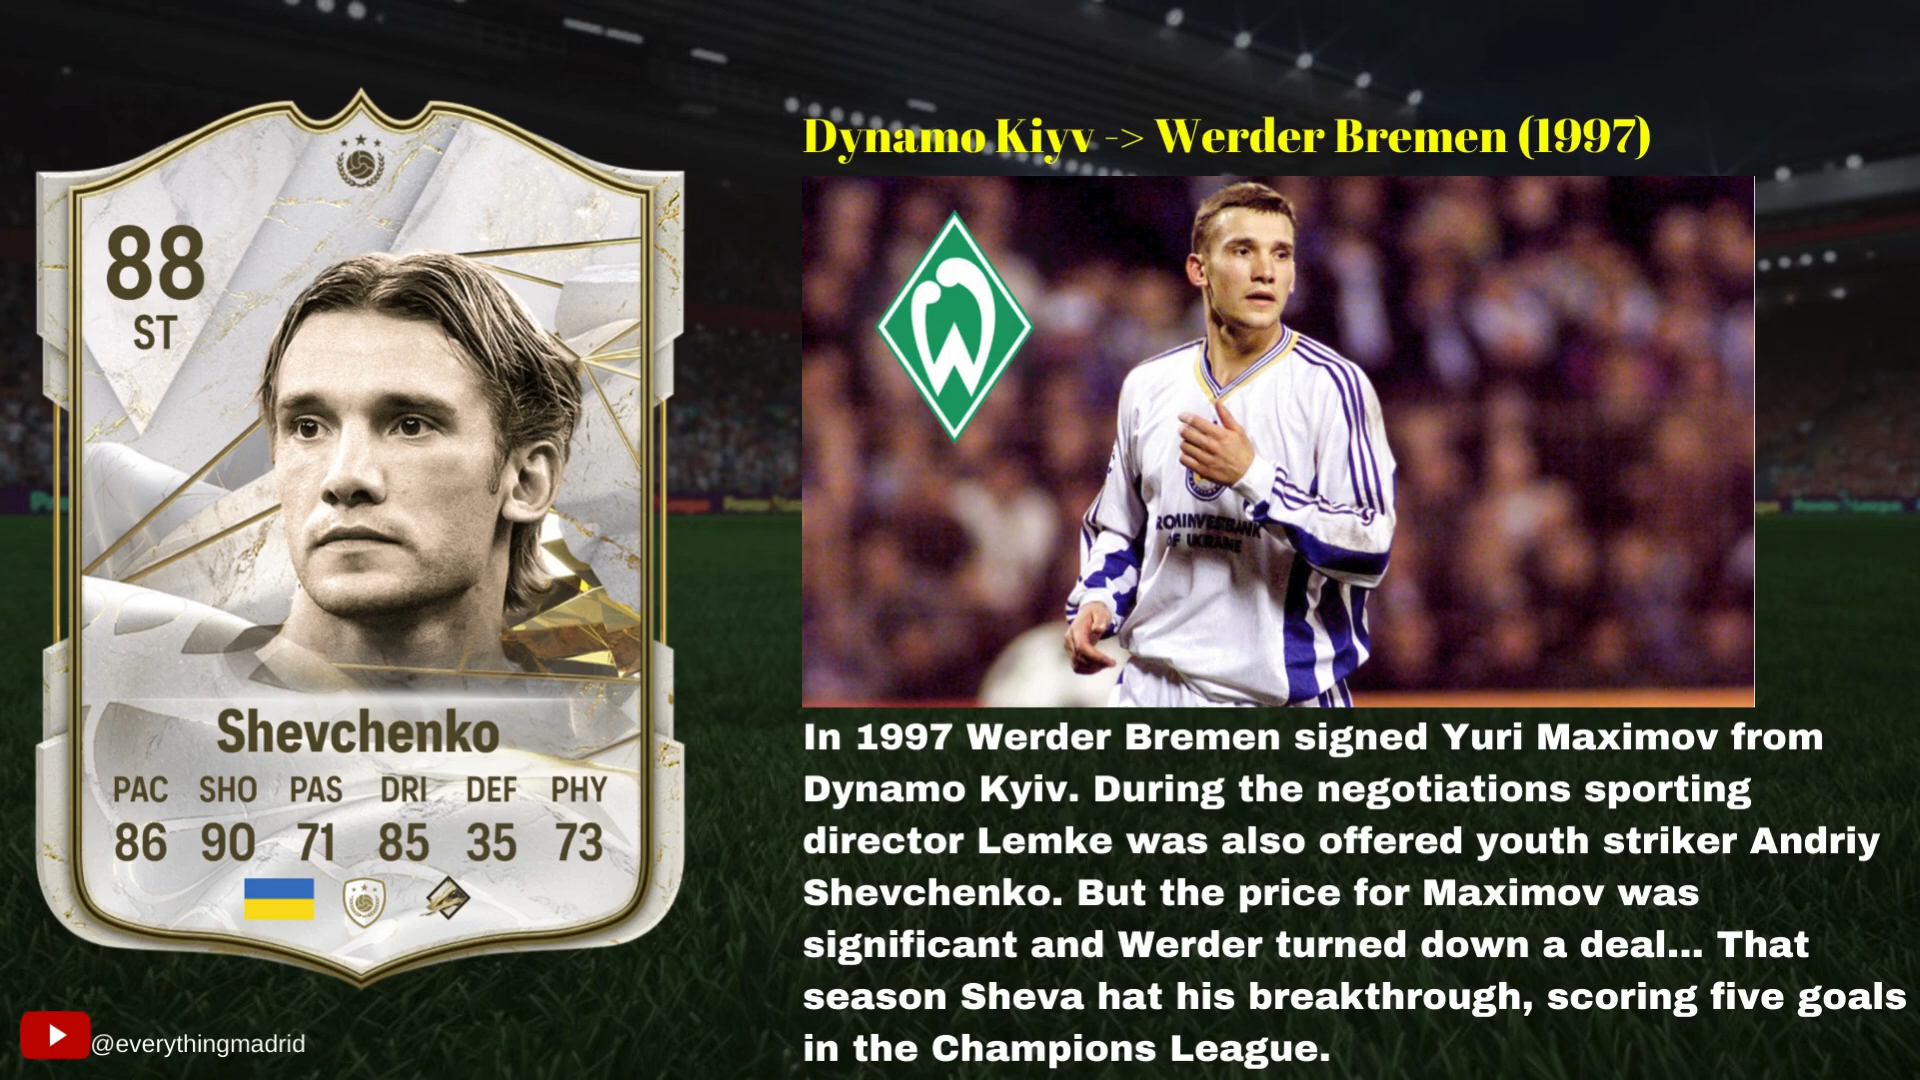 88
ST
Shevchenko
PAC SHO PAS DRI DEF PHY
86 90 71 85 35 73
@everythingmadrid
Dynamo Kiyv -> Werder Bremen (1997)
W
OF UKRAINE
In 1997 Werder Bremen signed Yuri Maximov from
Dynamo Kyiv. During the negotiations sporting
director Lemke was also offered youth striker Andriy
Shevchenko. But the price for Maximov was
significant and Werder turned down a deal... That
season Sheva hat his breakthrough, scoring five goals
in the Champions League.